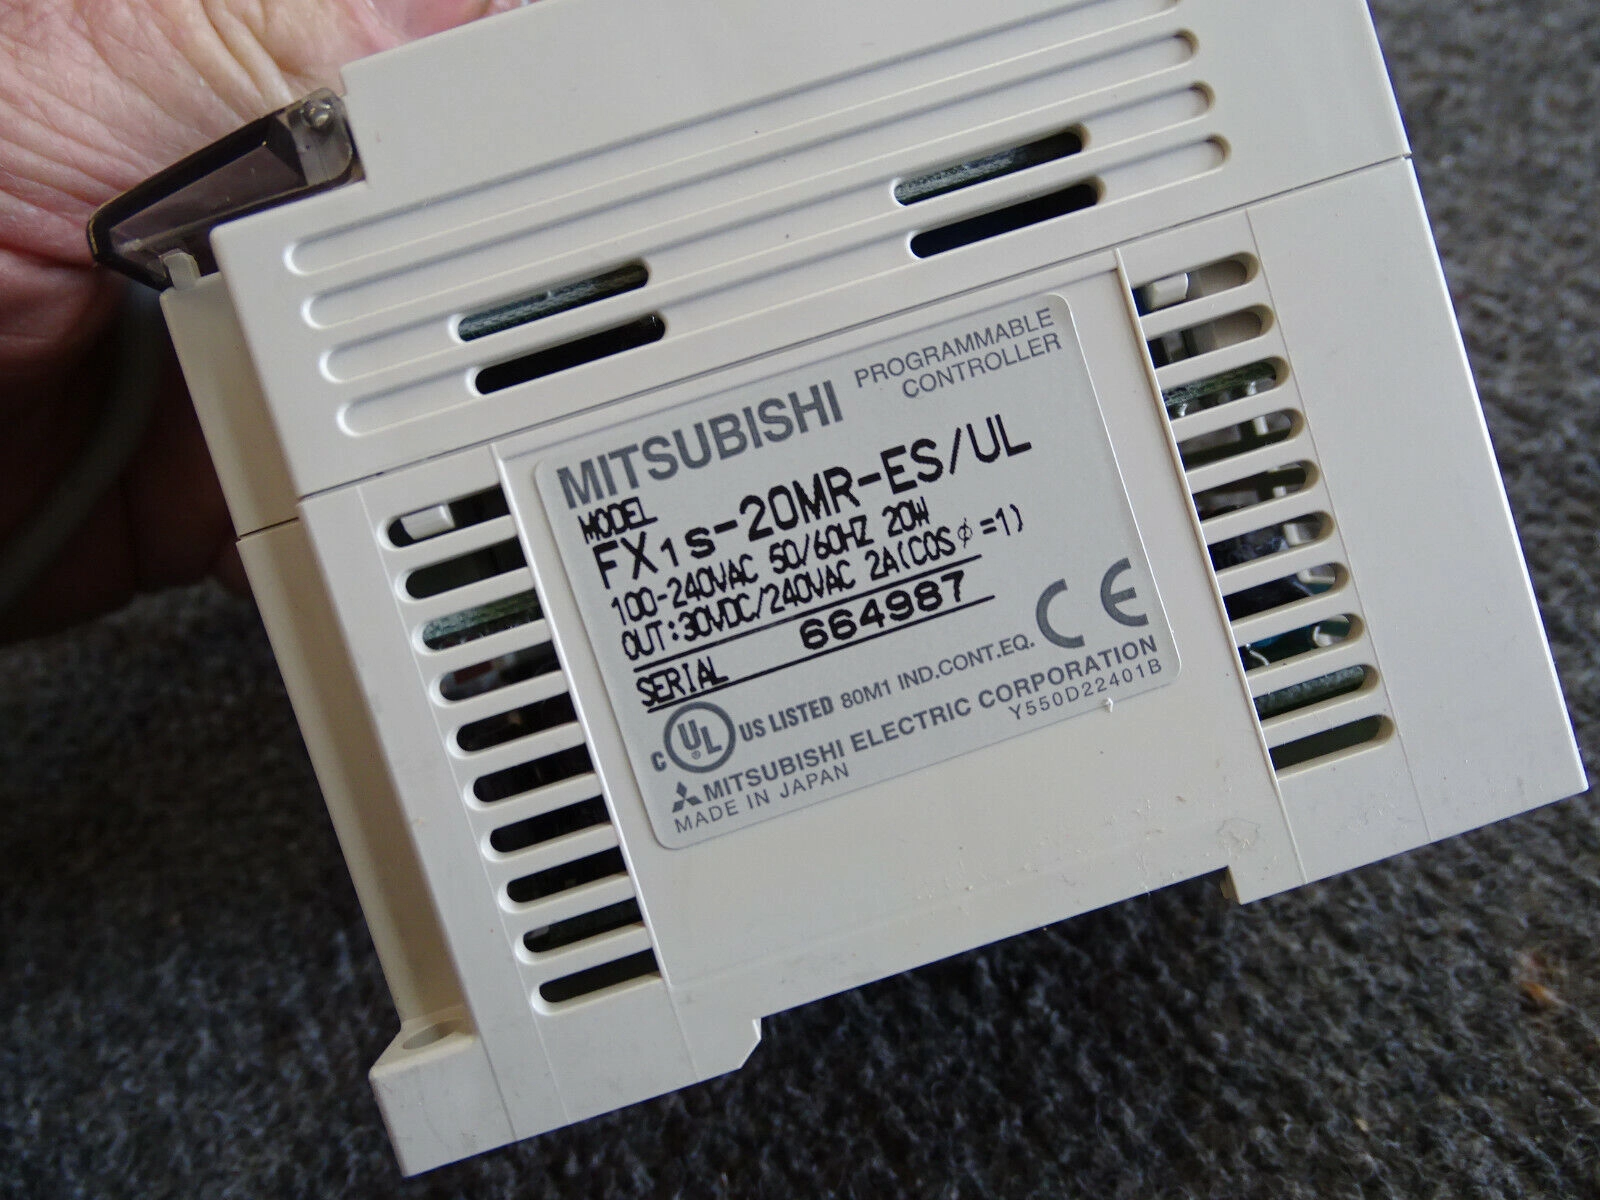 MITSUBISHI PROGRAMMABLE CONTROLLER
MODEL
FX1s-20MR-ES/UL
100-240VAC 50/60HZ 20W
OUT:30VDC/240VAC 2A(COSφ=1)
SERIAL 664987
C UL ® US LISTED 80M1 IND.CONT.EQ. CE
MITSUBISHI ELECTRIC CORPORATION
MADE IN JAPAN Y550D22401B